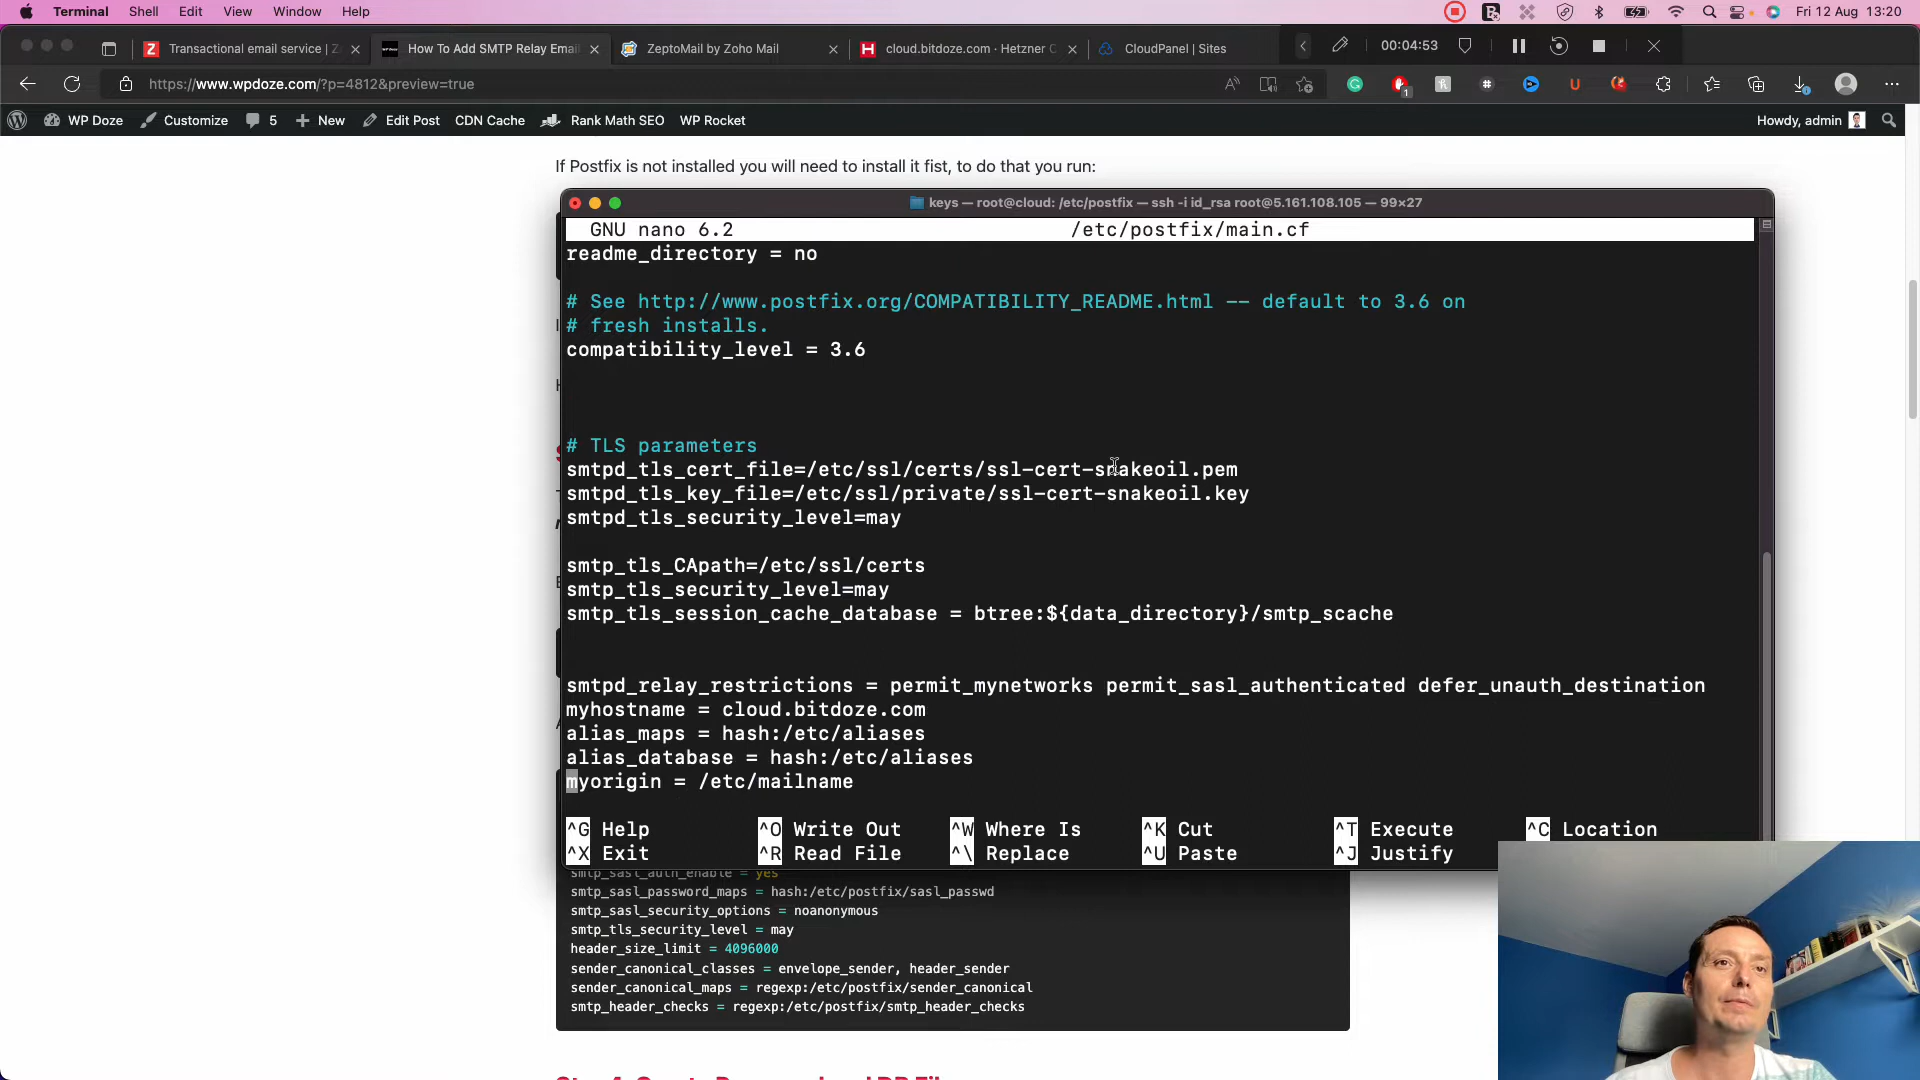 Terminal Shell Edit View Window Help Fri 12 Aug 13:20
Transactional email service | Z
How To Add SMTP Relay Emai
ZeptoMail by Zoho Mail
cloud.bitdoze.com - Hetzner C
CloudPanel | Sites
00:04:53
https://www.wpdoze.com/?p=4812&preview=true
WP Doze Customize 5 New Edit Post CDN Cache Rank Math SEO WP Rocket Howdy, admin
If Postfix is not installed you will need to install it fist, to do that you run:
keys — root@cloud: /etc/postfix — ssh -i id_rsa root@5.161.108.105 — 99×27
GNU nano 6.2 /etc/postfix/main.cf
readme_directory = no
# See http://www.postfix.org/COMPATIBILITY_README.html -- default to 3.6 on
# fresh installs.
compatibility_level = 3.6
# TLS parameters
smtpd_tls_cert_file=/etc/ssl/certs/ssl-cert-snakeoil.pem
smtpd_tls_key_file=/etc/ssl/private/ssl-cert-snakeoil.key
smtpd_tls_security_level=may
smtp_tls_CApath=/etc/ssl/certs
smtp_tls_security_level=may
smtp_tls_session_cache_database = btree:${data_directory}/smtp_scache
smtpd_relay_restrictions = permit_mynetworks permit_sasl_authenticated defer_unauth_destination
myhostname = cloud.bitdoze.com
alias_maps = hash:/etc/aliases
alias_database = hash:/etc/aliases
myorigin = /etc/mailname
^G Help ^O Write Out ^W Where Is ^K Cut ^T Execute ^C Location
^X Exit ^R Read File ^\ Replace ^U Paste ^J Justify
smtp_sasl_auth_enable = yes
smtp_sasl_password_maps = hash:/etc/postfix/sasl_passwd
smtp_sasl_security_options = noanonymous
smtp_tls_security_level = may
header_size_limit = 4096000
sender_canonical_classes = envelope_sender, header_sender
sender_canonical_maps = regexp:/etc/postfix/sender_canonical
smtp_header_checks = regexp:/etc/postfix/smtp_header_checks